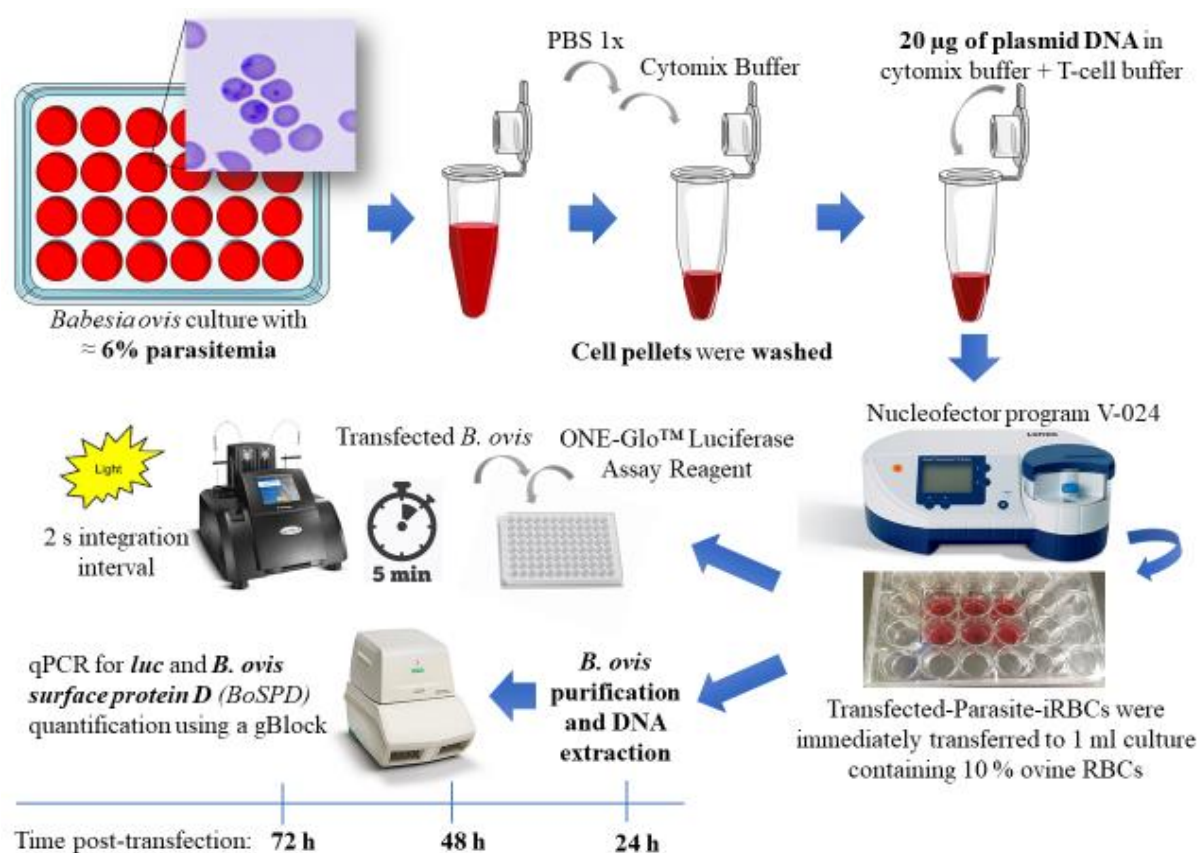 PBS 1x
Cytomix Buffer
20 µg of plasmid DNA in
cytomix buffer + T-cell buffer
Babesia ovis culture with
≈ 6% parasitemia
Cell pellets were washed
Nucleofector program V-024
Transfected-Parasite-iRBCs were
immediately transferred to 1 ml culture
containing 10 % ovine RBCs
Transfected B. ovis
ONE-Glo™ Luciferase
Assay Reagent
5 min
Light
2 s integration
interval
B. ovis
purification
and DNA
extraction
qPCR for luc and B. ovis
surface protein D (BoSPD)
quantification using a gBlock
Time post-transfection: 72 h 48 h 24 h